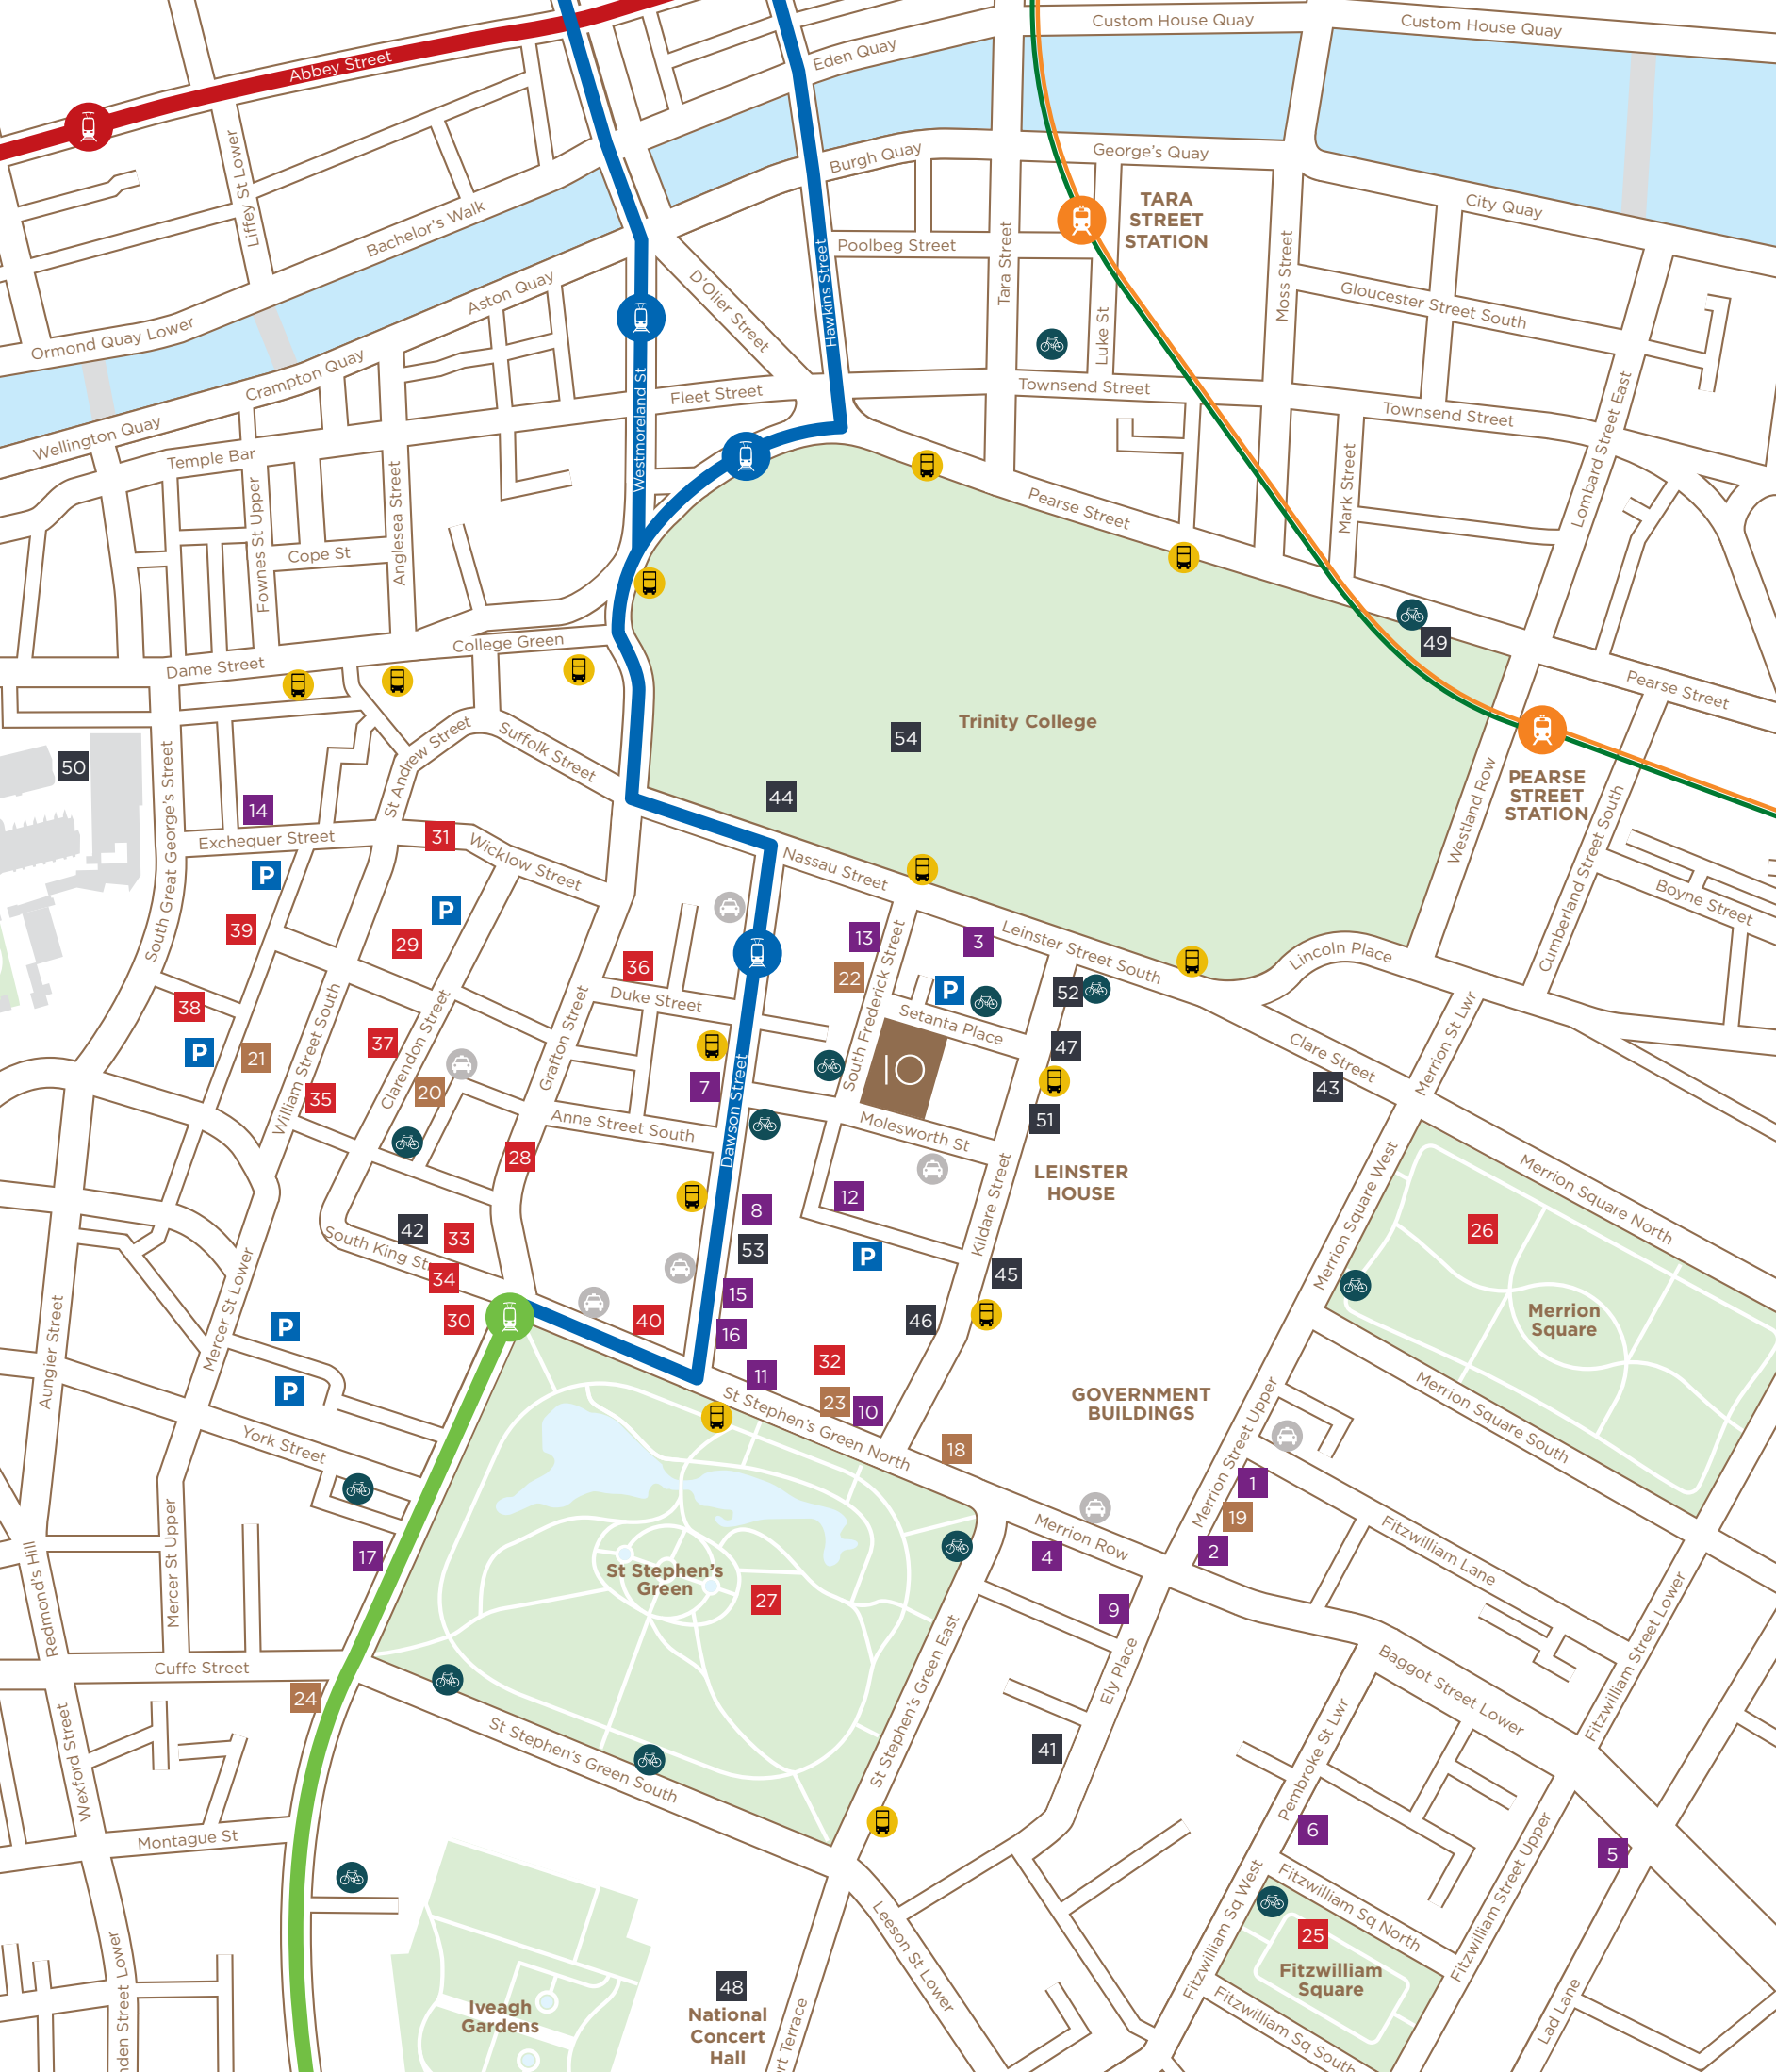 Custom House Quay
Custom House Quay
Eden Quay
Abbey Street
Liffey St Lower
Burgh Quay
George's Quay
TARA
STREET
STATION
City Quay
Bachelor's Walk
Poolbeg Street
Tara Street
Moss Street
Hawkins Street
D'Olier Street
Aston Quay
Gloucester Street South
Ormond Quay Lower
Luke St
Crampton Quay
Fleet Street
Westmoreland St
Townsend Street
Townsend Street
Lombard Street East
Wellington Quay
Temple Bar
Mark Street
Pearse Street
Anglesea Street
Fownes St Upper
Cope St
49
College Green
Dame Street
Pearse Street
Trinity College
54
St Andrew Street
Suffolk Street
50
PEARSE
STREET
STATION
44
14
South Great George's Street
Westland Row
Cumberland Street South
Exchequer Street
31
Wicklow Street
Nassau Street
P
P
Boyne Street
39
29
13
3
Leinster Street South
Lincoln Place
36
22
South Frederick Street
P
52
Duke Street
38
Setanta Place
William Street South
Clarendon Street
Grafton Street
37
P
21
47
Clare Street
Merrion St Lwr
10
35
20
7
43
Dawson Street
Anne Street South
51
Molesworth St
28
LEINSTER
HOUSE
Merrion Square West
Merrion Square North
12
8
Kildare Street
26
42
33
South King St
53
P
34
45
15
Mercer St Lower
Aungier Street
P
30
40
16
46
Merrion
Square
32
11
P
23
10
GOVERNMENT
BUILDINGS
Merrion Street Upper
Merrion Square South
St Stephen's Green North
York Street
18
1
19
Merrion Row
2
4
Fitzwilliam Lane
17
Redmond's Hill
Mercer St Upper
St Stephen's
Green
27
9
Fitzwilliam Street Lower
Cuffe Street
Ely Place
St Stephen's Green East
Baggot Street Lower
24
Wexford Street
St Stephen's Green South
41
Pembroke St Lwr
Montague St
6
5
Fitzwilliam Street Upper
Fitzwilliam Sq West
Fitzwilliam Sq North
Leeson St Lower
25
Fitzwilliam
Square
48
Iveagh
Gardens
National
Concert
Hall
Fitzwilliam Sq South
Lad Lane
den Street Lower
rt Terrace